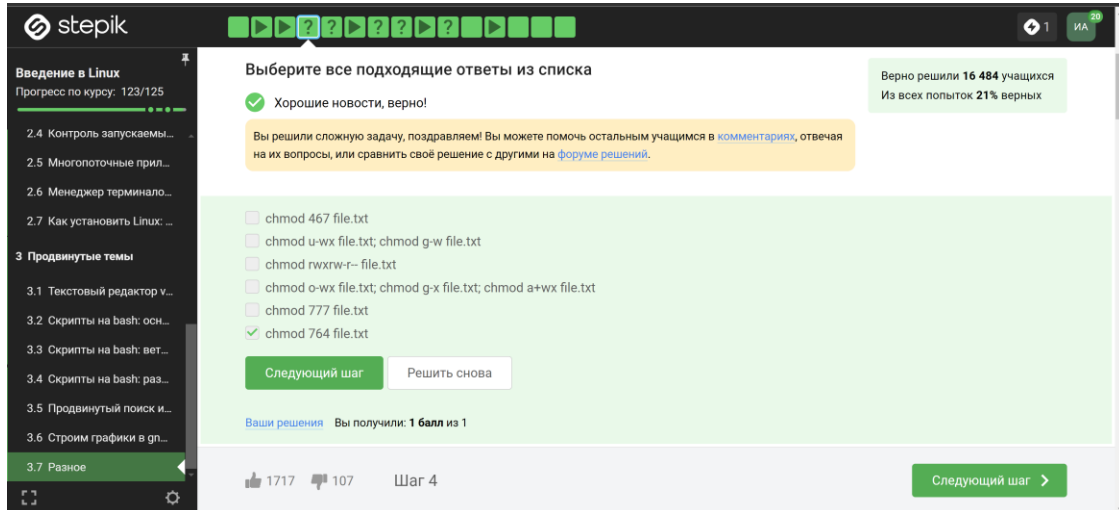 stepik
1
ИА
20
Введение в Linux
Прогресс по курсу: 123/125
2.4 Контроль запускаемы...
2.5 Многопоточные прил...
2.6 Менеджер терминало...
2.7 Как установить Linux: ...
3 Продвинутые темы
3.1 Текстовый редактор v...
3.2 Скрипты на bash: осн...
3.3 Скрипты на bash: вет...
3.4 Скрипты на bash: раз...
3.5 Продвинутый поиск и...
3.6 Строим графики в gn...
3.7 Разное
Выберите все подходящие ответы из списка
Хорошие новости, верно!
Верно решили 16 484 учащихся
Из всех попыток 21% верных
Вы решили сложную задачу, поздравляем! Вы можете помочь остальным учащимся в комментариях, отвечая
на их вопросы, или сравнить своё решение с другими на форуме решений.
chmod 467 file.txt
chmod u-wx file.txt; chmod g-w file.txt
chmod rwxrw-r-- file.txt
chmod o-wx file.txt; chmod g-x file.txt; chmod a+wx file.txt
chmod 777 file.txt
chmod 764 file.txt
Следующий шаг
Решить снова
Ваши решения Вы получили: 1 балл из 1
1717
107
Шаг 4
Следующий шаг